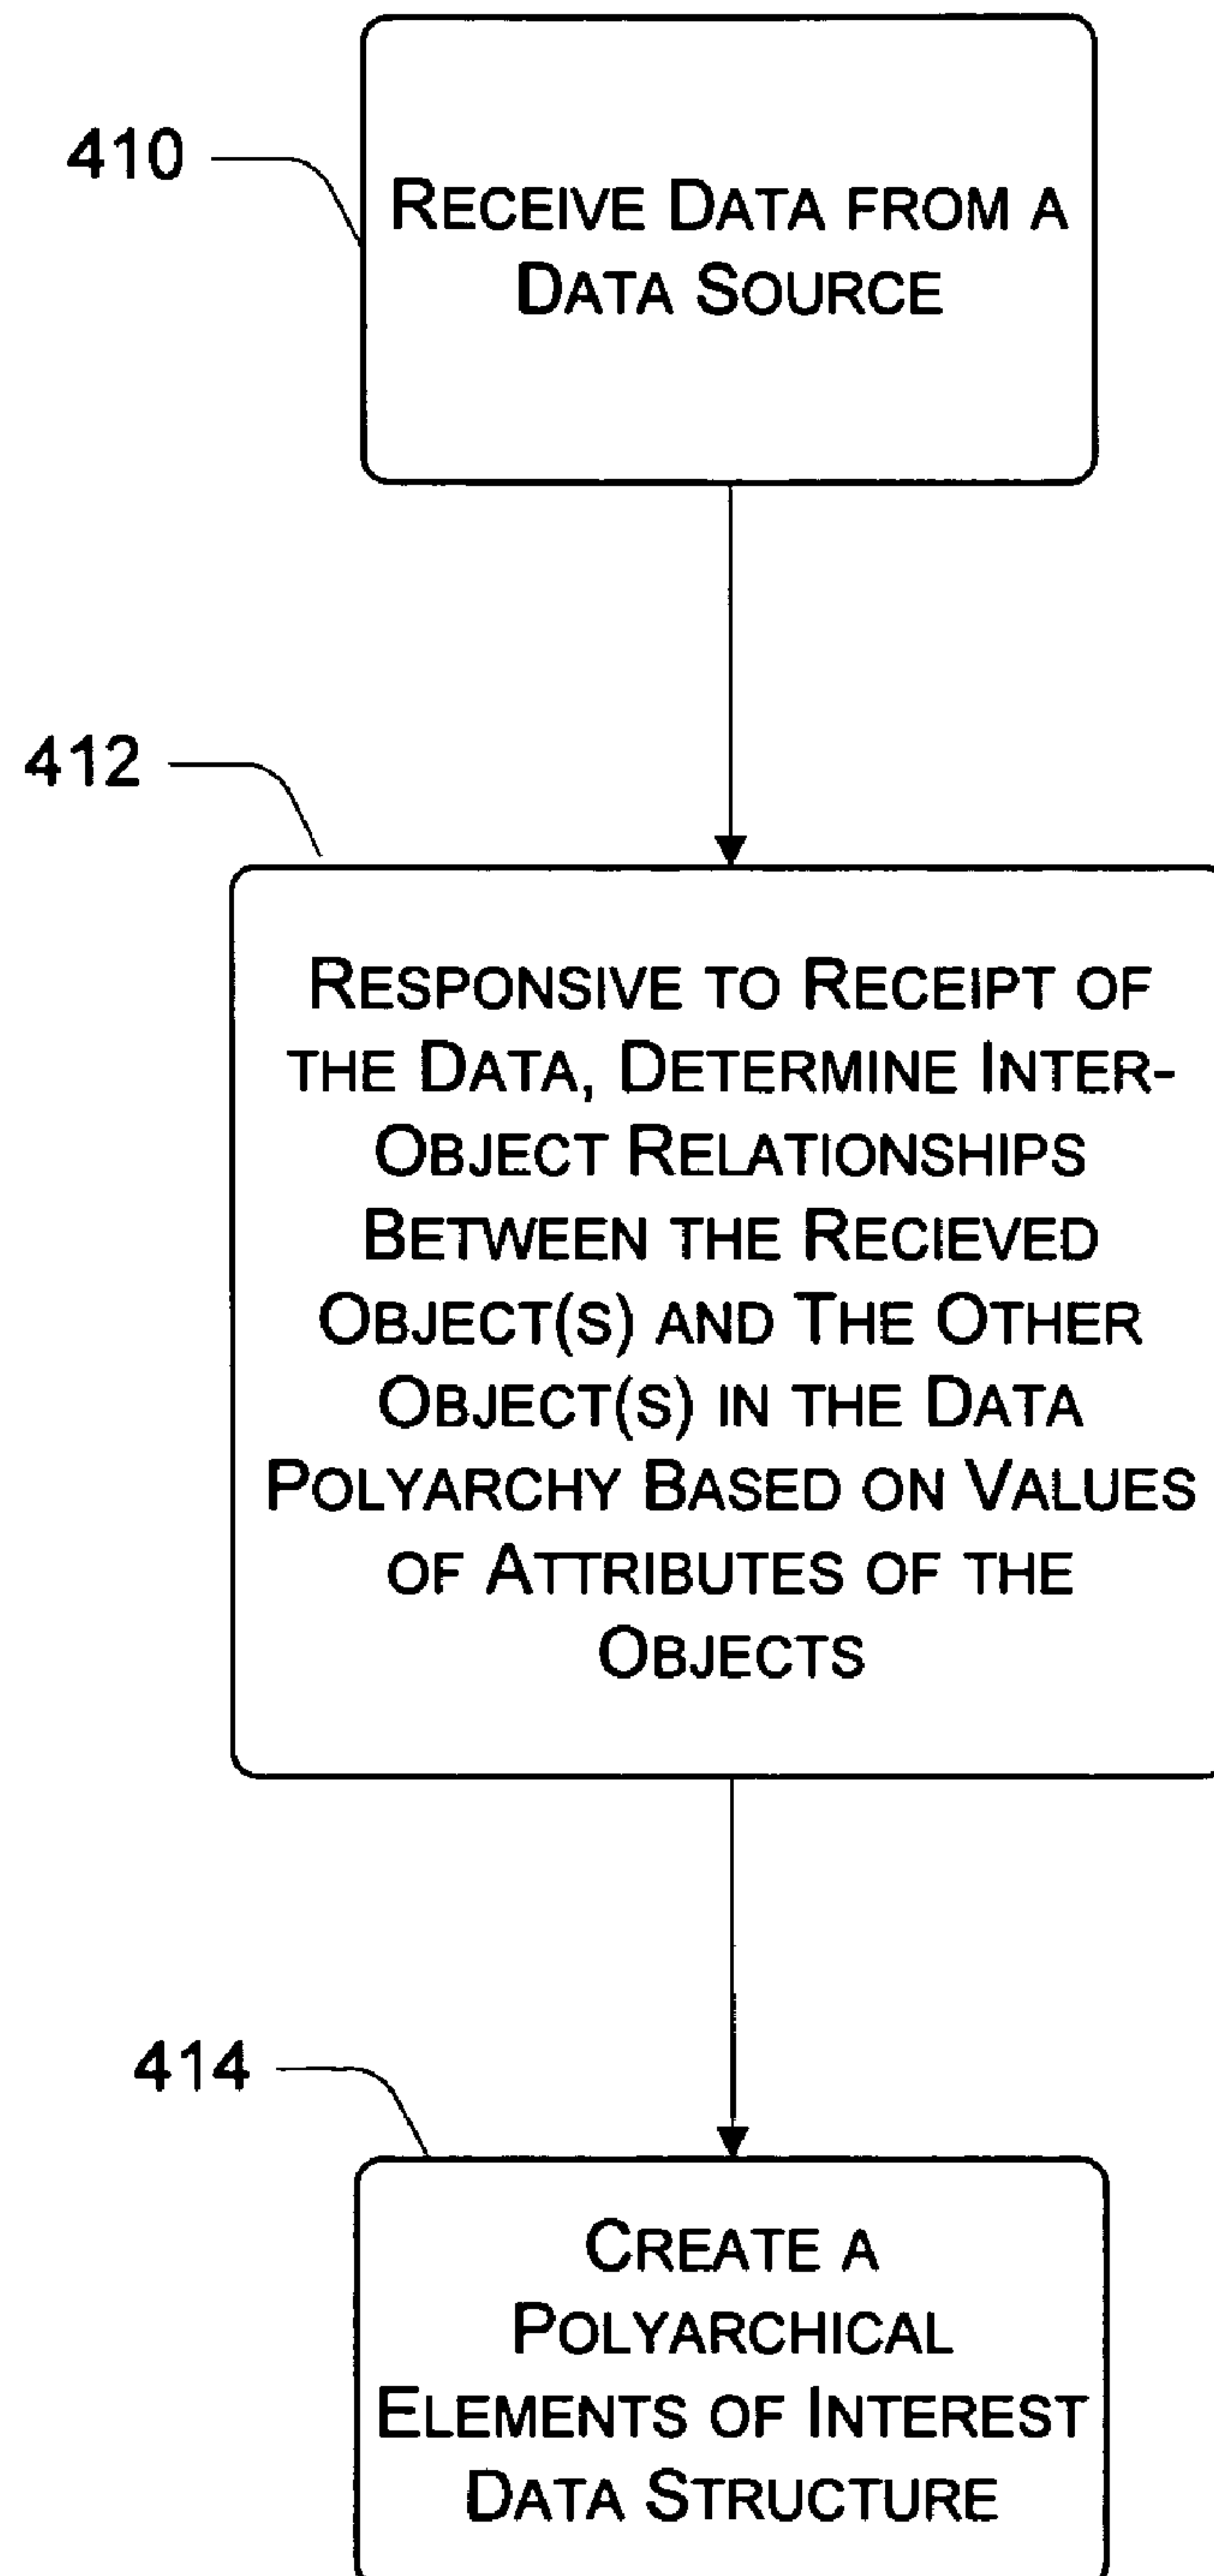 410
RECEIVE DATA FROM A
DATA SOURCE
412
RESPONSIVE TO RECEIPT OF
THE DATA, DETERMINE INTER-
OBJECT RELATIONSHIPS
BETWEEN THE RECIEVED
OBJECT(S) AND THE OTHER
OBJECT(S) IN THE DATA
POLYARCHY BASED ON VALUES
OF ATTRIBUTES OF THE
OBJECTS
414
CREATE A
POLYARCHICAL
ELEMENTS OF INTEREST
DATA STRUCTURE